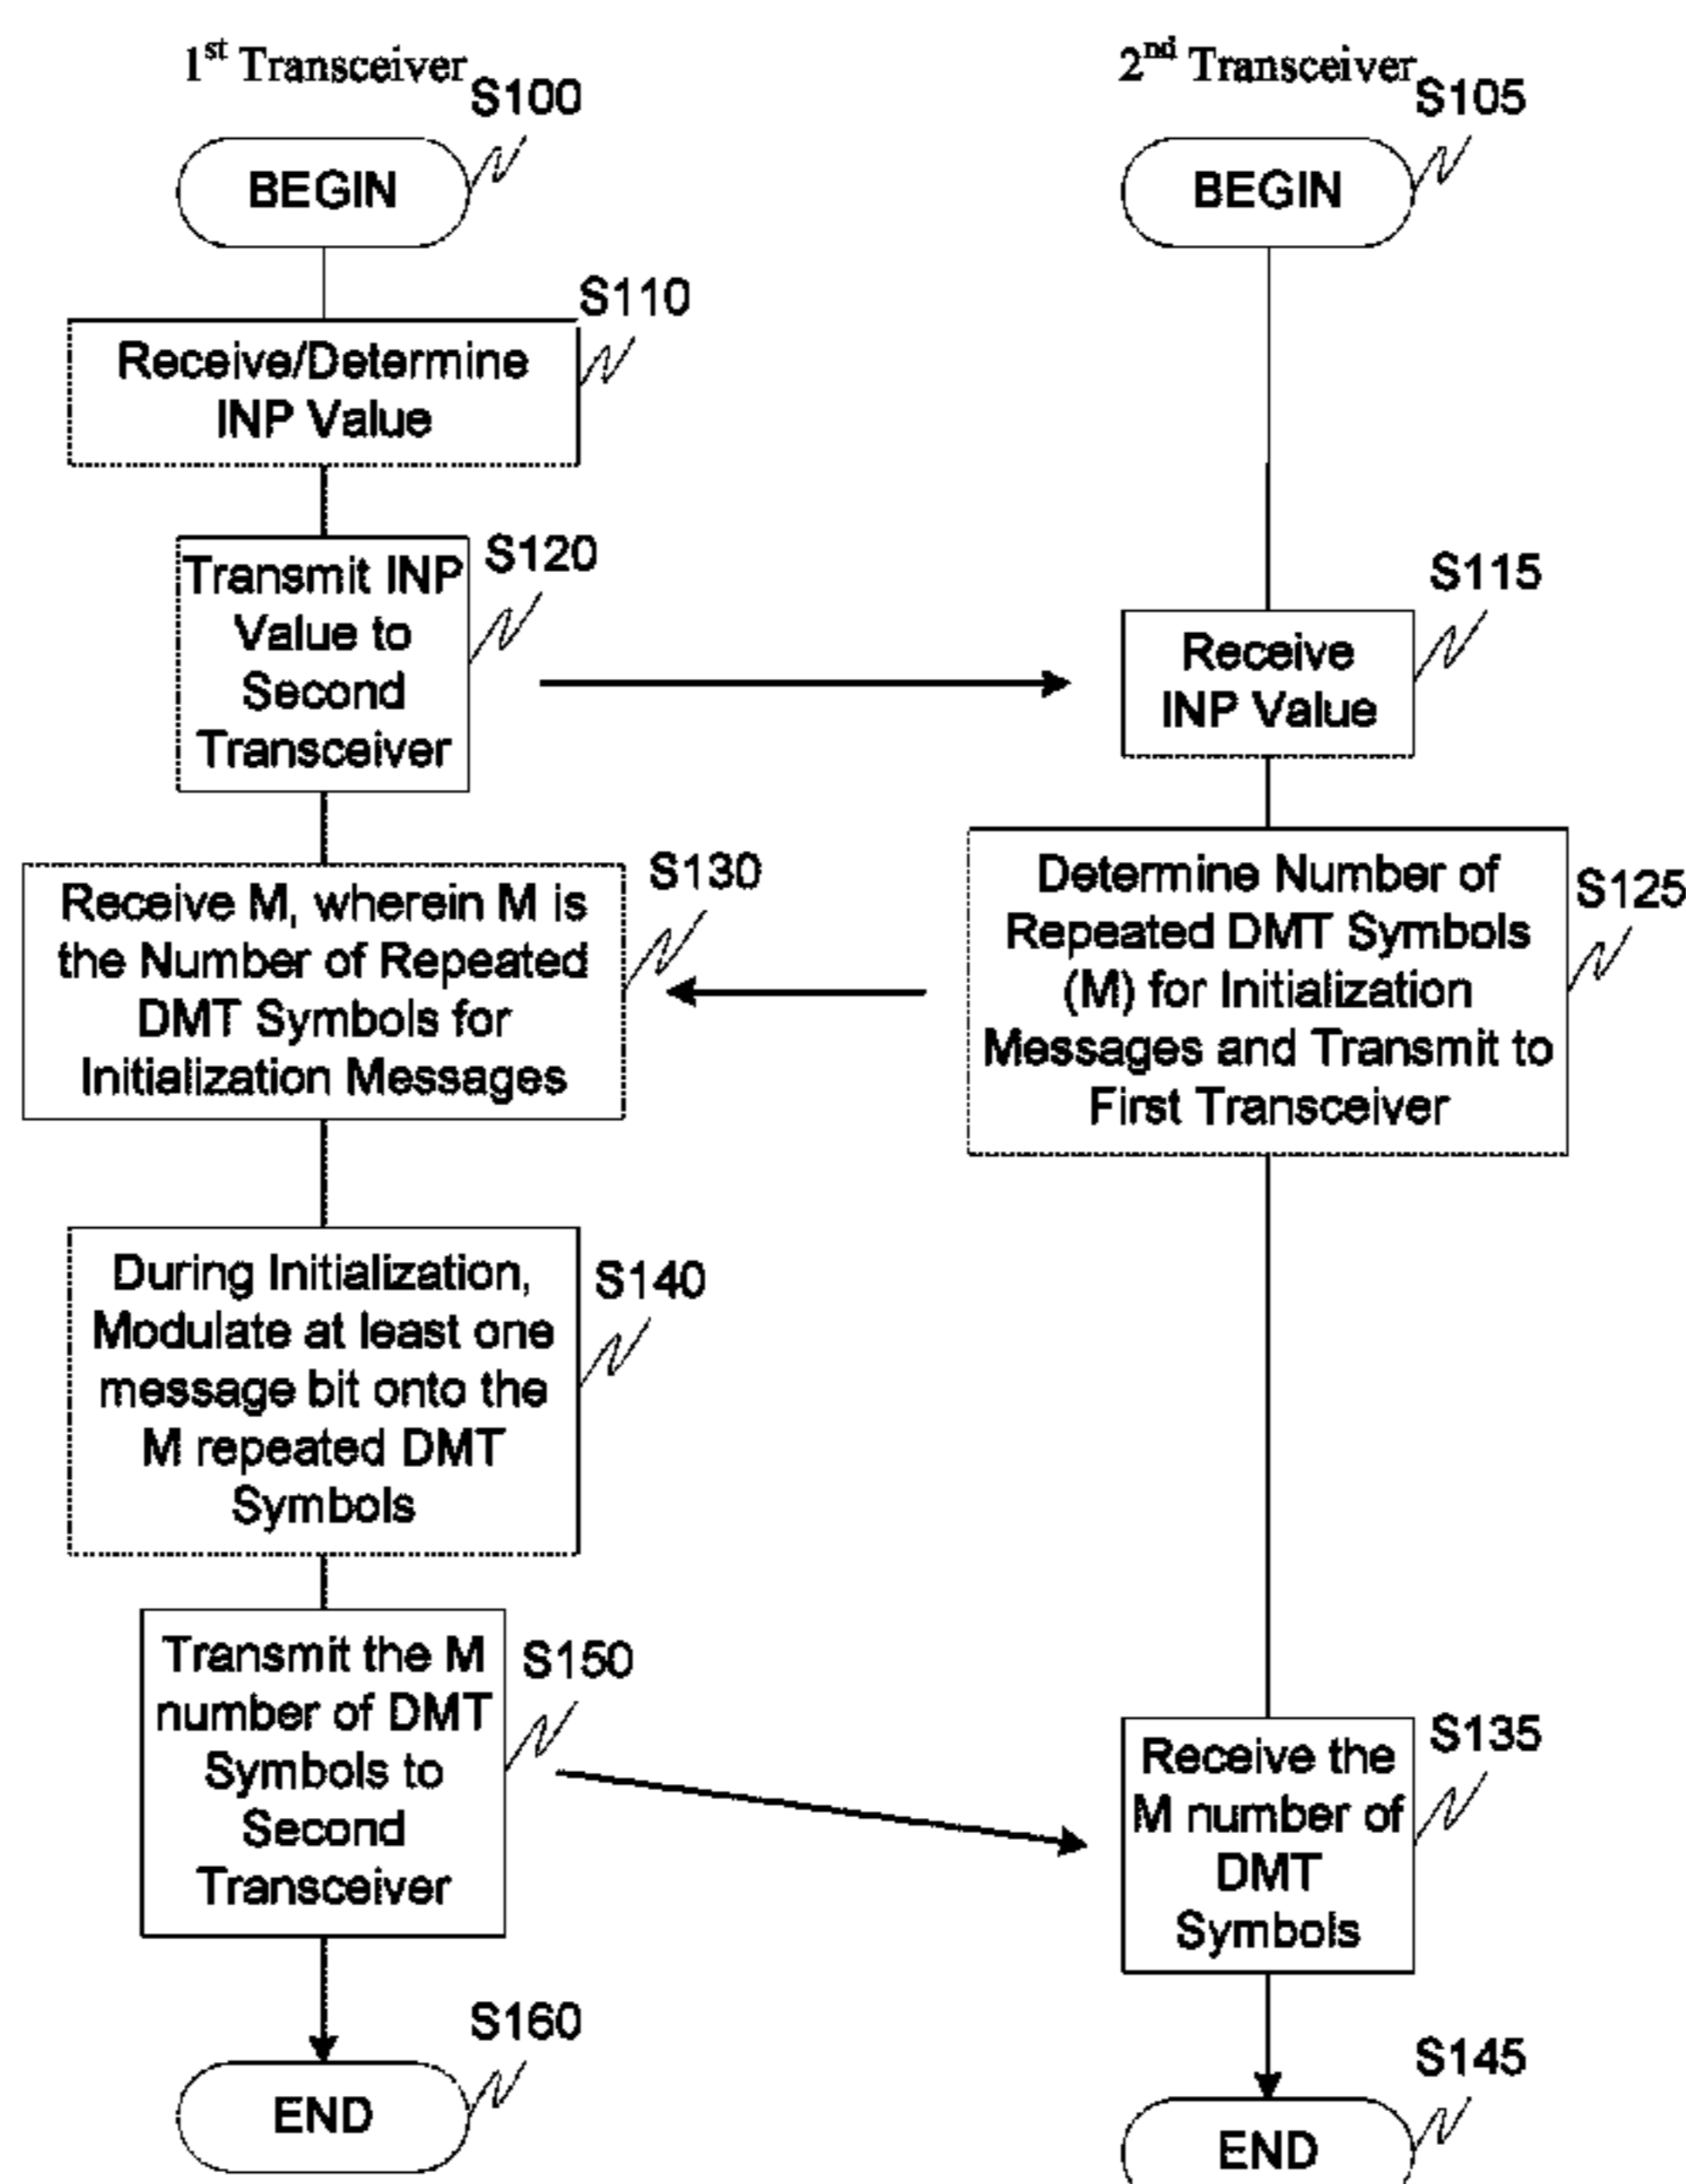 1st Transceiver
S100
BEGIN
S110
Receive/Determine
INP Value
Transmit INP
Value to
Second
Transceiver
S120
Receive M, wherein M is
the Number of Repeated
DMT Symbols for
Initialization Messages
S130
During Initialization,
Modulate at least one
message bit onto the
M repeated DMT
Symbols
S140
Transmit the M
number of DMT
Symbols to
Second
Transceiver
S150
S160
END
2nd Transceiver
S105
BEGIN
S115
Receive
INP Value
Determine Number of
Repeated DMT Symbols
(M) for Initialization
Messages and Transmit to
First Transceiver
S125
Receive the
M number of
DMT
Symbols
S135
S145
END